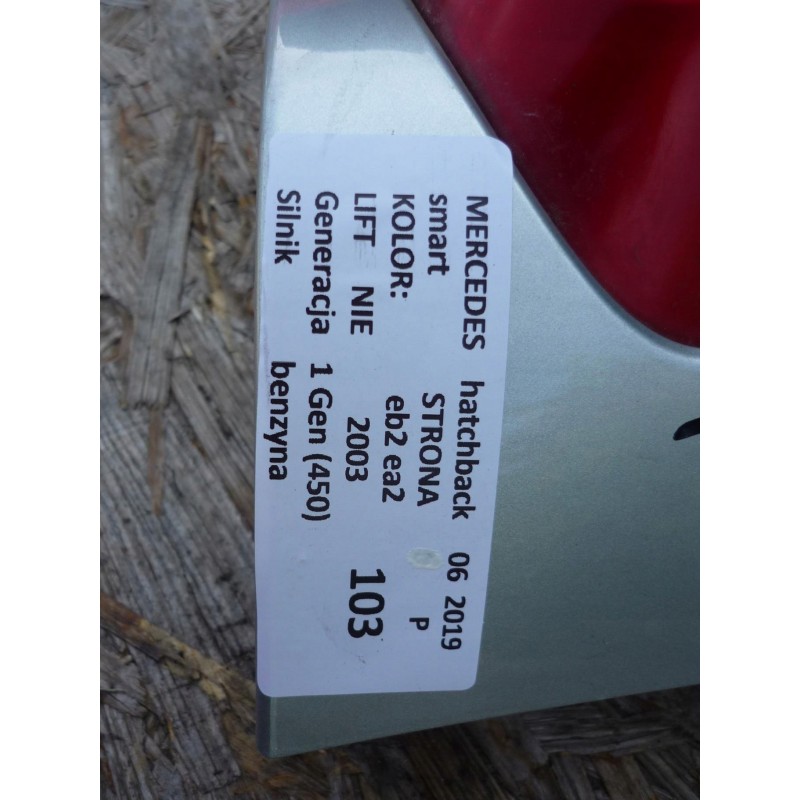 MERCEDES hatchback 06 2019
smart STRONA P
KOLOR: eb2 ea2
LIFT NIE 2003 103
Generacja 1 Gen (450)
Silnik benzyna